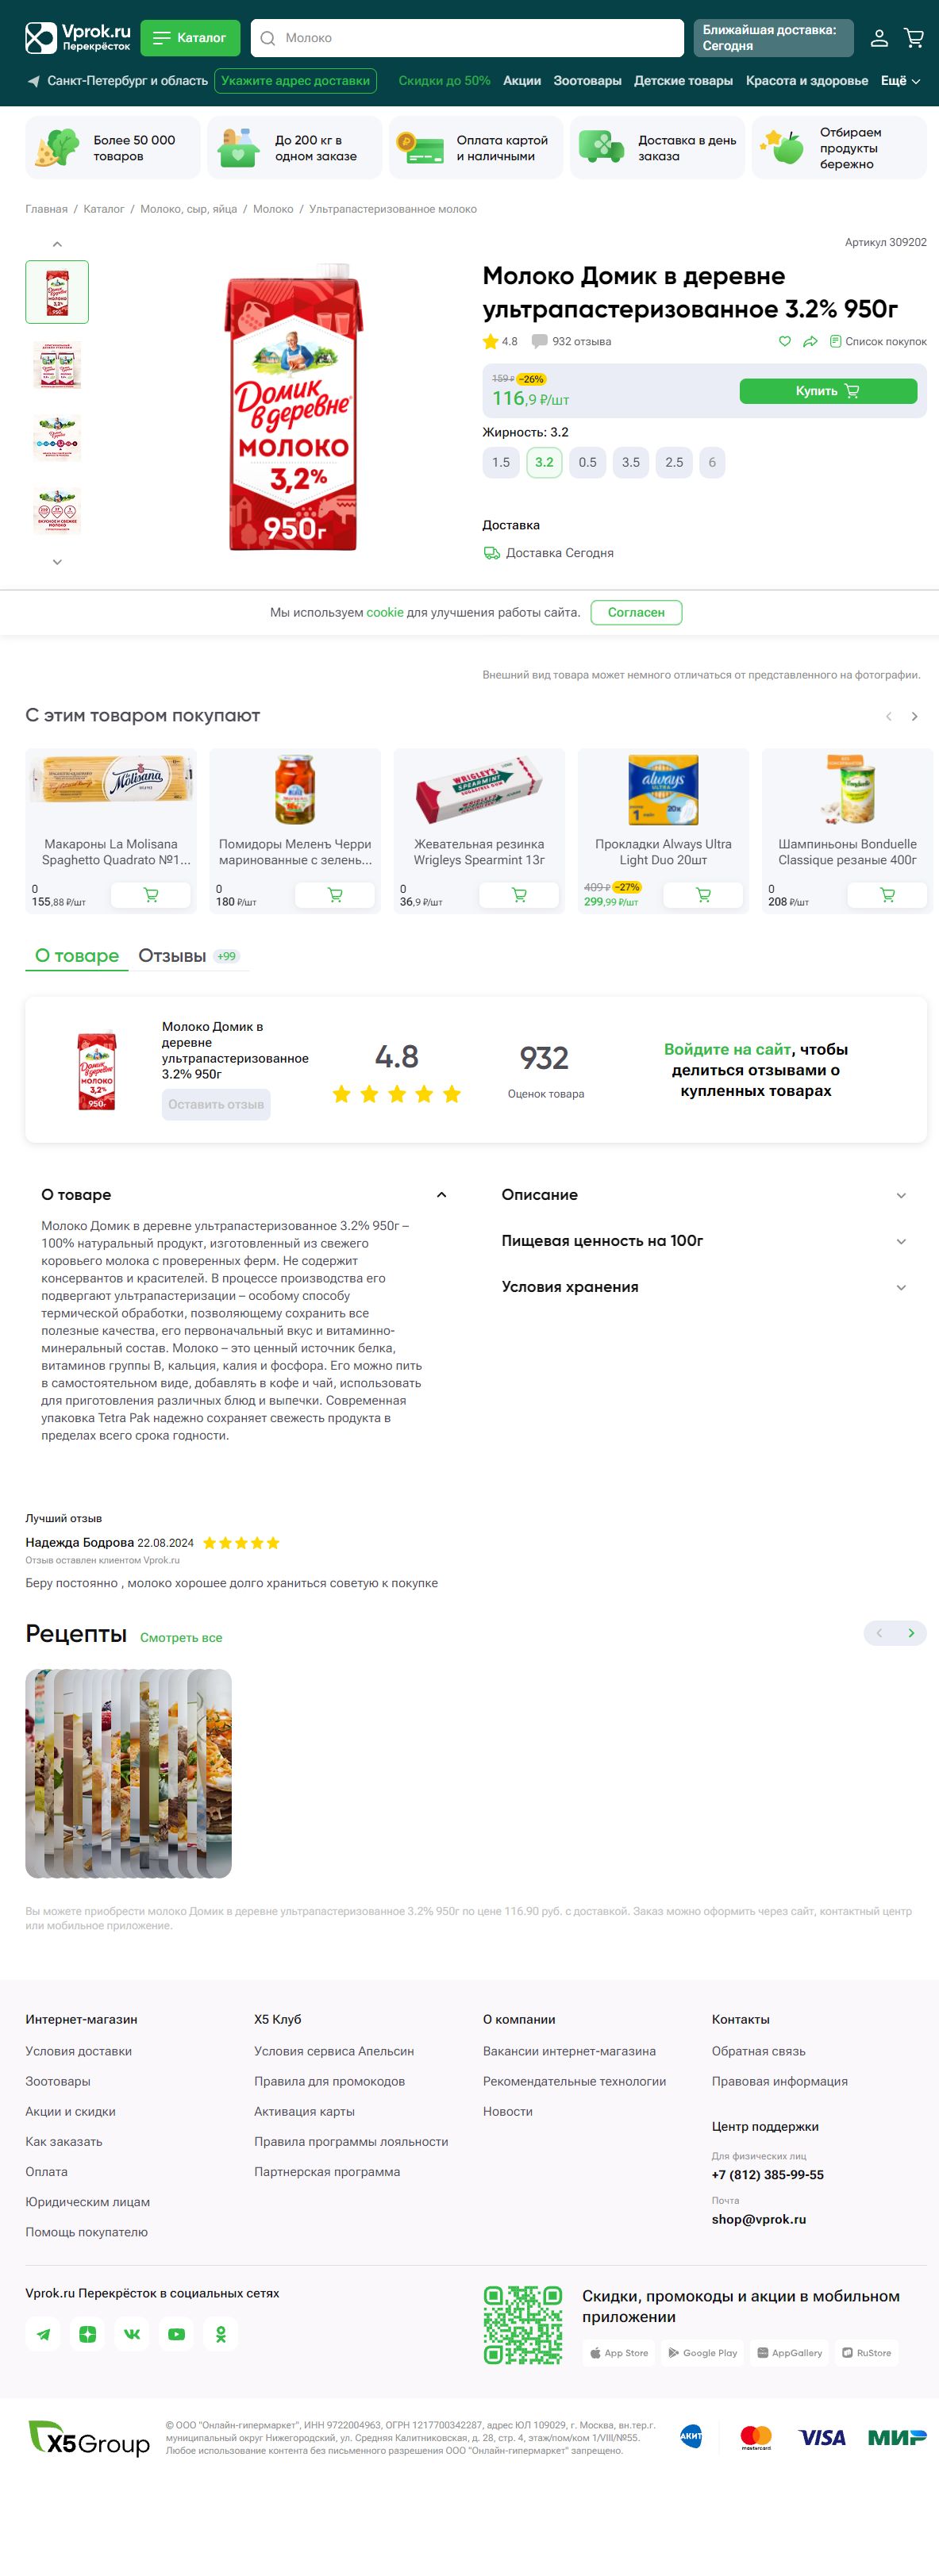 Vprok.ru
Перекрёсток
Каталог
Молоко
Ближайшая доставка:
Сегодня
Санкт-Петербург и область
Укажите адрес доставки
Скидки до 50%
Акции
Зоотовары
Детские товары
Красота и здоровье
Ещё
Более 50 000
товаров
До 200 кг в
одном заказе
Оплата картой
и наличными
Доставка в день
заказа
Отбираем
продукты
бережно
Главная / Каталог / Молоко, сыр, яйца / Молоко / Ультрапастеризованное молоко
Артикул 309202
Домик
в деревне
МОЛОКО
3,2%
950г
Молоко Домик в деревне
ультрапастеризованное 3.2% 950г
4.8
932 отзыва
Список покупок
159 ₽ −26%
116,9 ₽/шт
Купить
Жирность: 3.2
1.5
3.2
0.5
3.5
2.5
6
Доставка
Доставка Сегодня
Мы используем cookie для улучшения работы сайта.
Согласен
Внешний вид товара может немного отличаться от представленного на фотографии.
С этим товаром покупают
la Molisana
Макароны La Molisana
Spaghetto Quadrato №1...
0
155,88 ₽/шт
Помидоры Меленъ Черри
маринованные с зелень...
0
180 ₽/шт
WRIGLEY'S
SPEARMINT
Жевательная резинка
Wrigleys Spearmint 13г
0
36,9 ₽/шт
always
ULTRA
Прокладки Always Ultra
Light Duo 20шт
409 ₽ −27%
299,99 ₽/шт
Шампиньоны Bonduelle
Classique резаные 400г
0
208 ₽/шт
О товаре
Отзывы +99
Домик
в деревне
МОЛОКО
3,2%
950г
Молоко Домик в
деревне
ультрапастеризованное
3.2% 950г
Оставить отзыв
4.8
932
Оценок товара
Войдите на сайт, чтобы
делиться отзывами о
купленных товарах
О товаре
Молоко Домик в деревне ультрапастеризованное 3.2% 950г –
100% натуральный продукт, изготовленный из свежего
коровьего молока с проверенных ферм. Не содержит
консервантов и красителей. В процессе производства его
подвергают ультрапастеризации – особому способу
термической обработки, позволяющему сохранить все
полезные качества, его первоначальный вкус и витаминно-
минеральный состав. Молоко – это ценный источник белка,
витаминов группы В, кальция, калия и фосфора. Его можно пить
в самостоятельном виде, добавлять в кофе и чай, использовать
для приготовления различных блюд и выпечки. Современная
упаковка Tetra Pak надежно сохраняет свежесть продукта в
пределах всего срока годности.
Описание
Пищевая ценность на 100г
Условия хранения
Лучший отзыв
Надежда Бодрова 22.08.2024
Отзыв оставлен клиентом Vprok.ru
Беру постоянно , молоко хорошее долго храниться советую к покупке
Рецепты
Смотреть все
Вы можете приобрести молоко Домик в деревне ультрапастеризованное 3.2% 950г по цене 116.90 руб. с доставкой. Заказ можно оформить через сайт, контактный центр
или мобильное приложение.
Интернет-магазин
Условия доставки
Зоотовары
Акции и скидки
Как заказать
Оплата
Юридическим лицам
Помощь покупателю
Х5 Клуб
Условия сервиса Апельсин
Правила для промокодов
Активация карты
Правила программы лояльности
Партнерская программа
О компании
Вакансии интернет-магазина
Рекомендательные технологии
Новости
Контакты
Обратная связь
Правовая информация
Центр поддержки
Для физических лиц
+7 (812) 385-99-55
Почта
shop@vprok.ru
Vprok.ru Перекрёсток в социальных сетях
Скидки, промокоды и акции в мобильном
приложении
App Store
Google Play
AppGallery
RuStore
X5Group
© ООО "Онлайн-гипермаркет", ИНН 9722004963, ОГРН 1217700342287, адрес ЮЛ 109029, г. Москва, вн.тер.г.
муниципальный округ Нижегородский, ул. Средняя Калитниковская, д. 28, стр. 4, этаж/пом/ком 1/VIII/№55.
Любое использование контента без письменного разрешения ООО "Онлайн-гипермаркет" запрещено.
АКИТ
mastercard
VISA
МИР